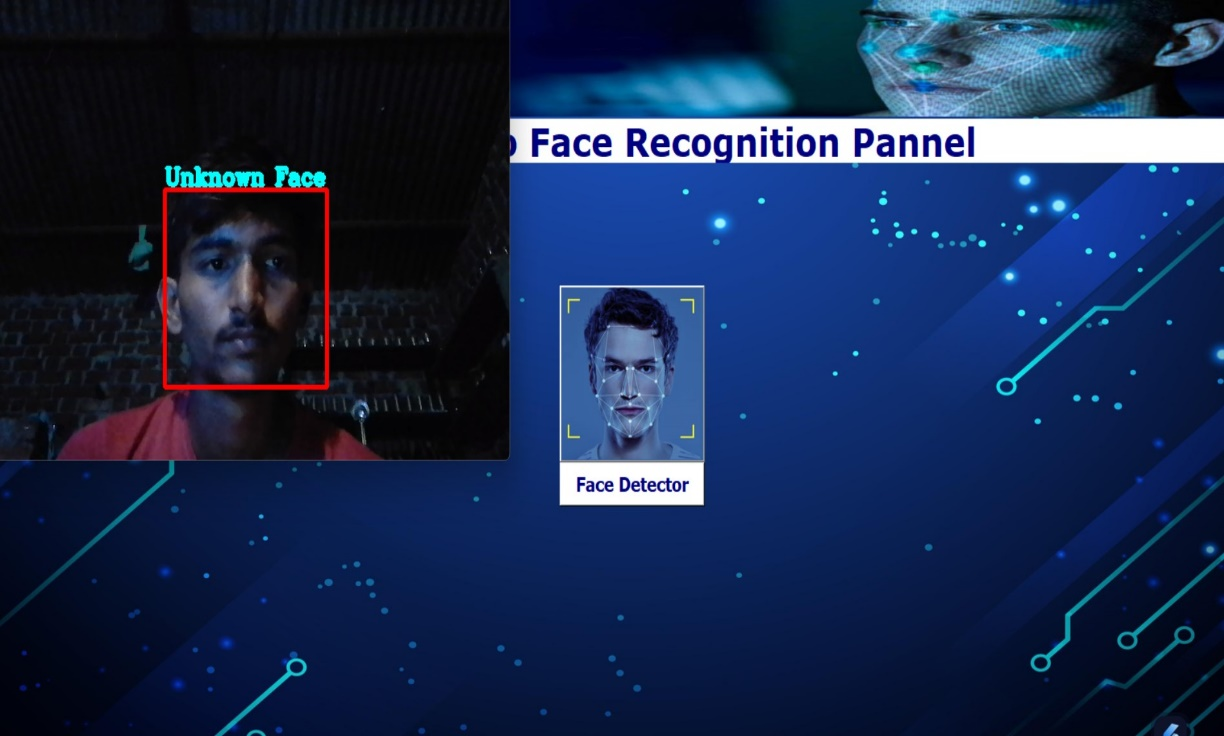 Unknown Face
o Face Recognition Pannel
Face Detector